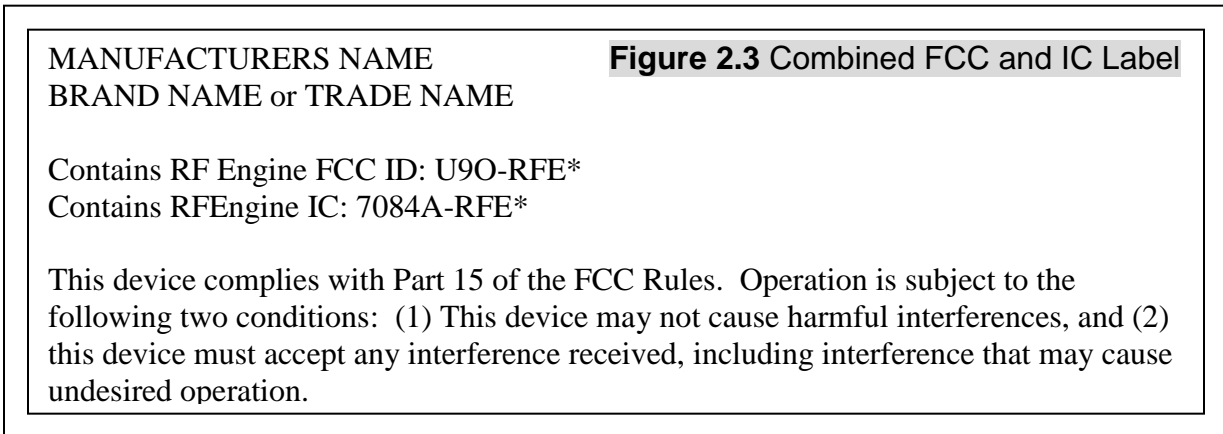 MANUFACTURERS NAME
Figure 2.3 Combined FCC and IC Label
BRAND NAME or TRADE NAME
Contains RF Engine FCC ID: U9O-RFE*
Contains RFEngine IC: 7084A-RFE*
This device complies with Part 15 of the FCC Rules.  Operation is subject to the
following two conditions:  (1) This device may not cause harmful interferences, and (2)
this device must accept any interference received, including interference that may cause
undesired operation.